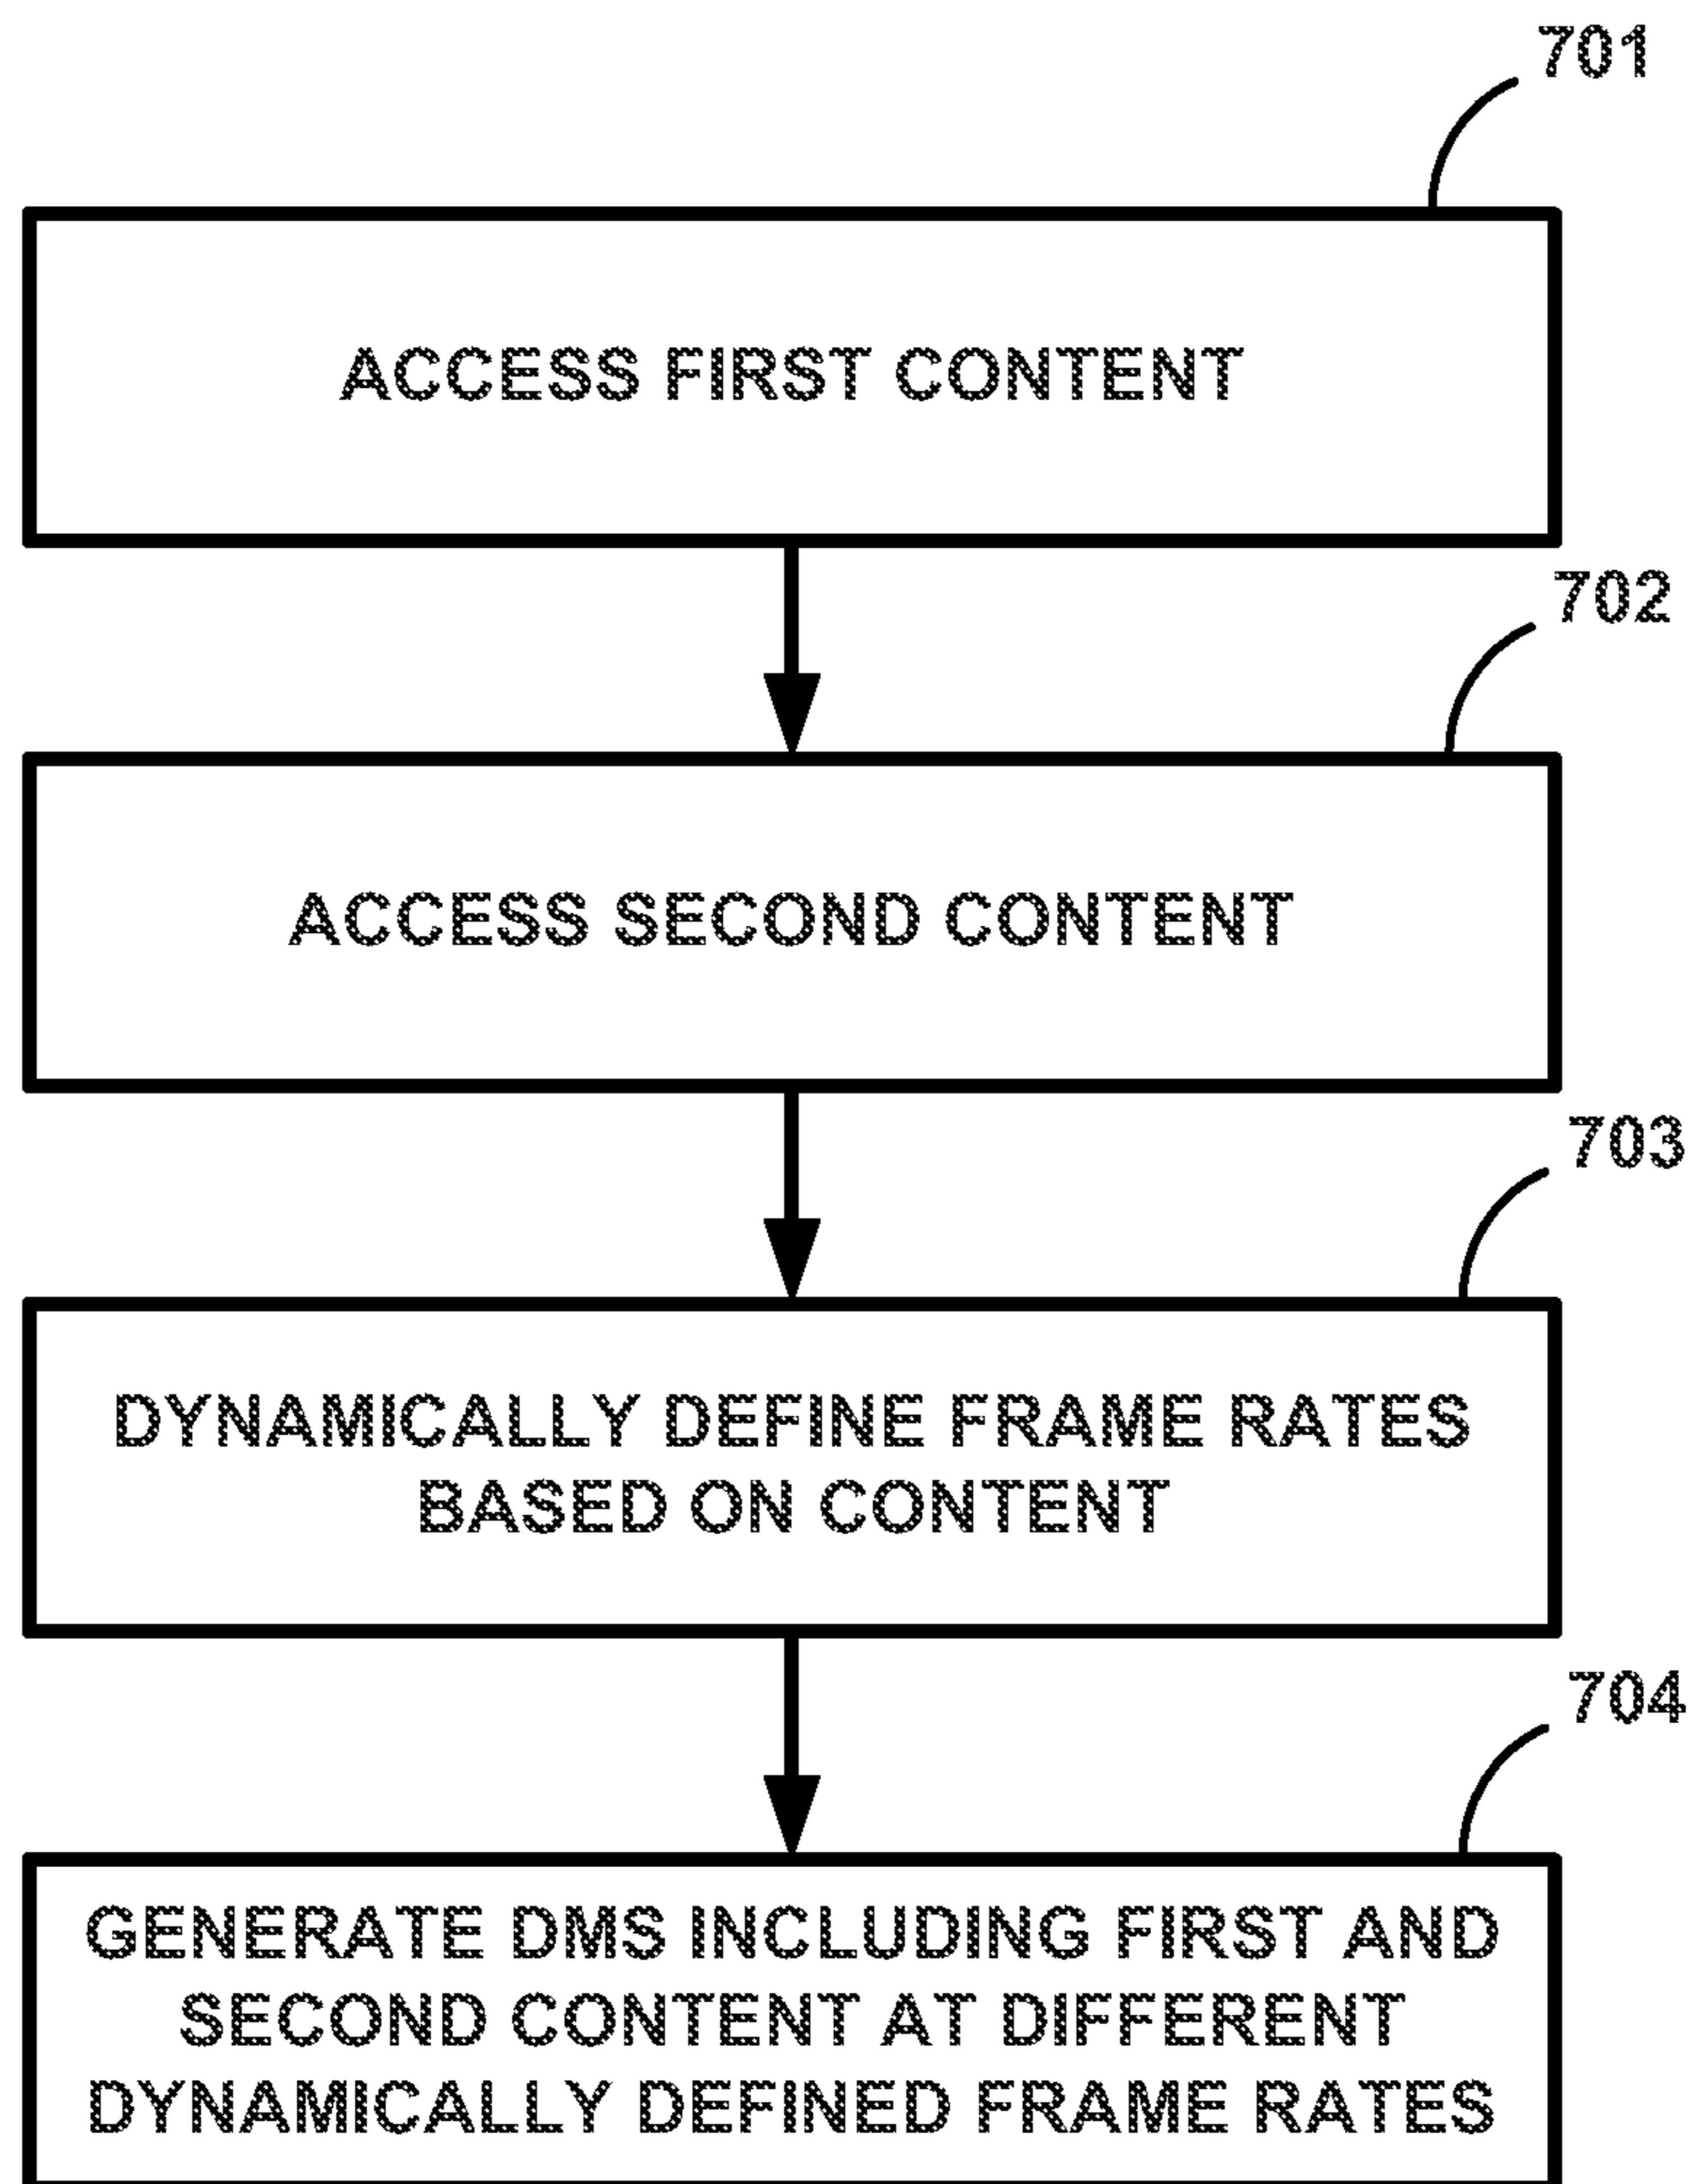 701
ACCESS FIRST CONTENT
702
ACCESS SECOND CONTENT
703
DYNAMICALLY DEFINE FRAME RATES
BASED ON CONTENT
704
GENERATE DMS INCLUDING FIRST AND
SECOND CONTENT AT DIFFERENT
DYNAMICALLY DEFINED FRAME RATES